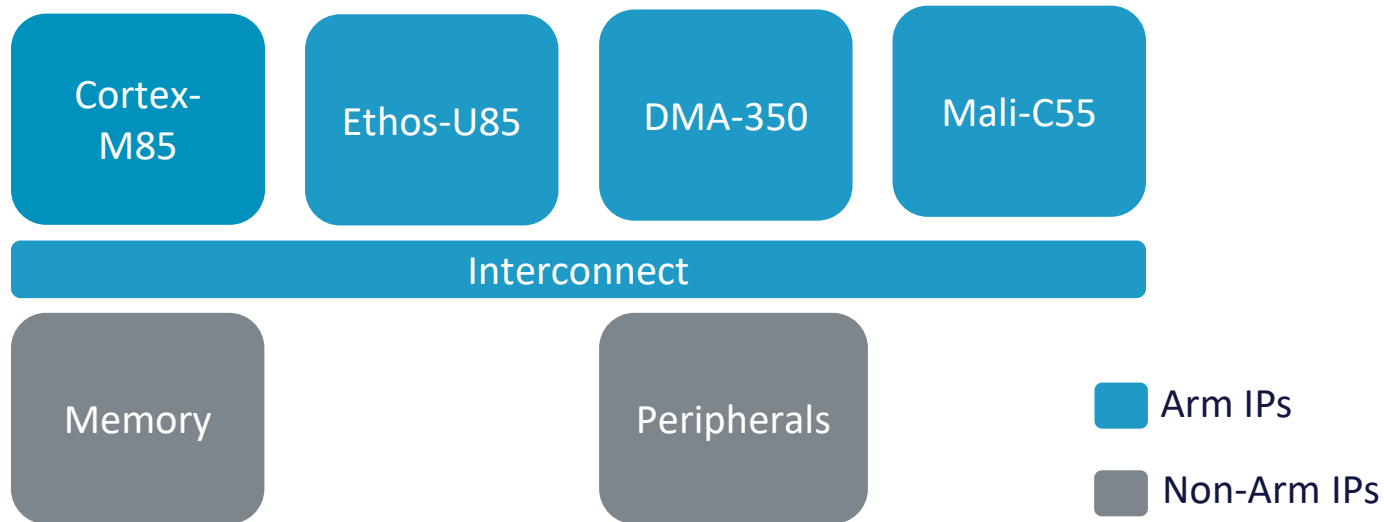 Cortex-
M85
Ethos-U85
DMA-350
Mali-C55
Interconnect
Memory
Peripherals
Arm IPs
Non-Arm IPs